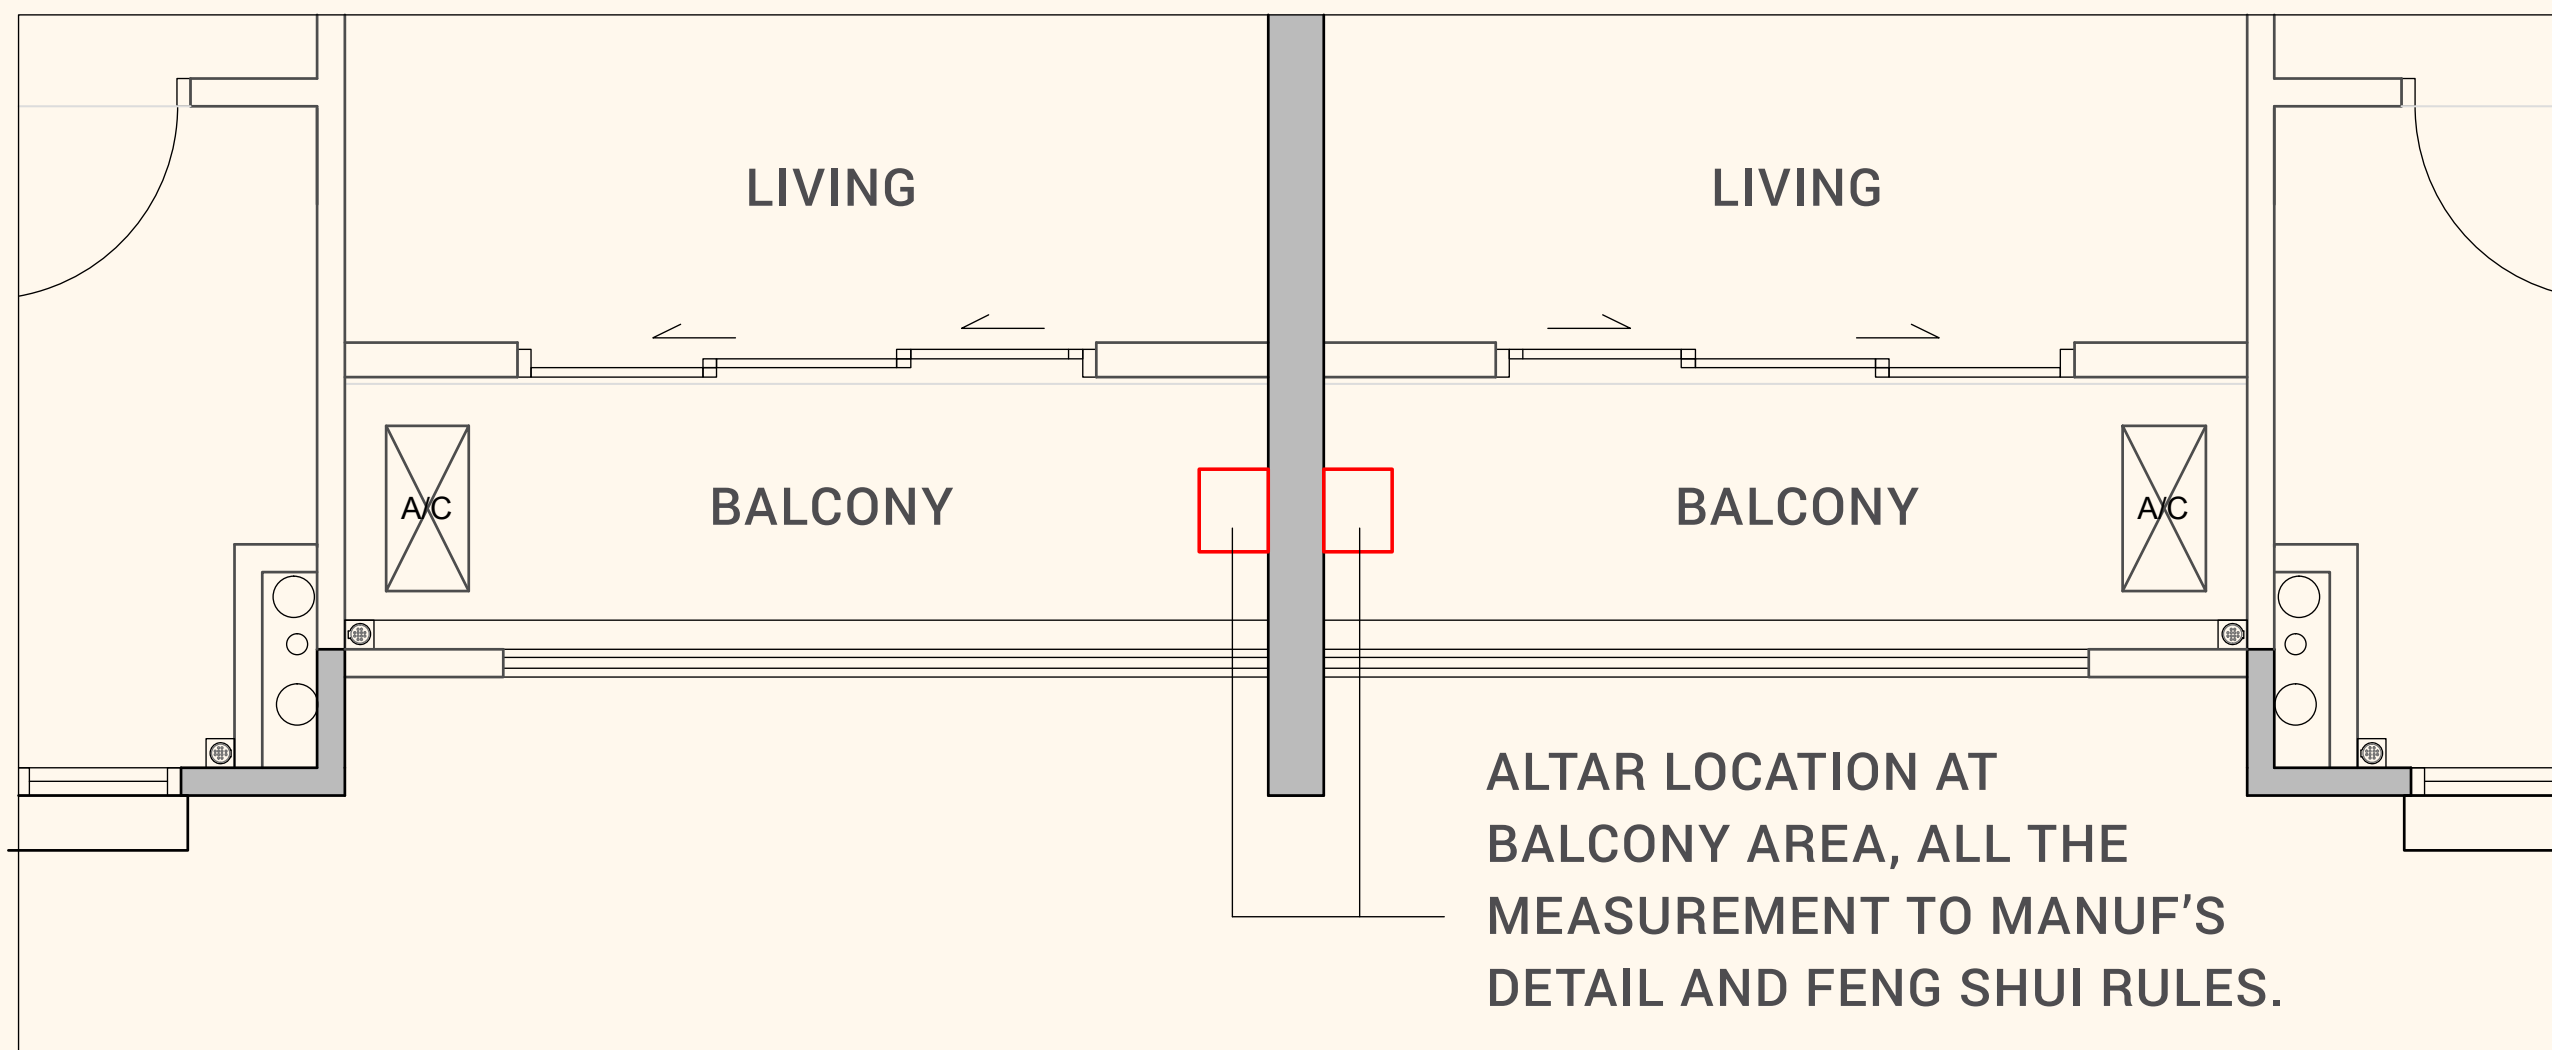 LIVING
LIVING
A/C
BALCONY
BALCONY
A/C
ALTAR LOCATION AT
BALCONY AREA, ALL THE
MEASUREMENT TO MANUF’S
DETAIL AND FENG SHUI RULES.